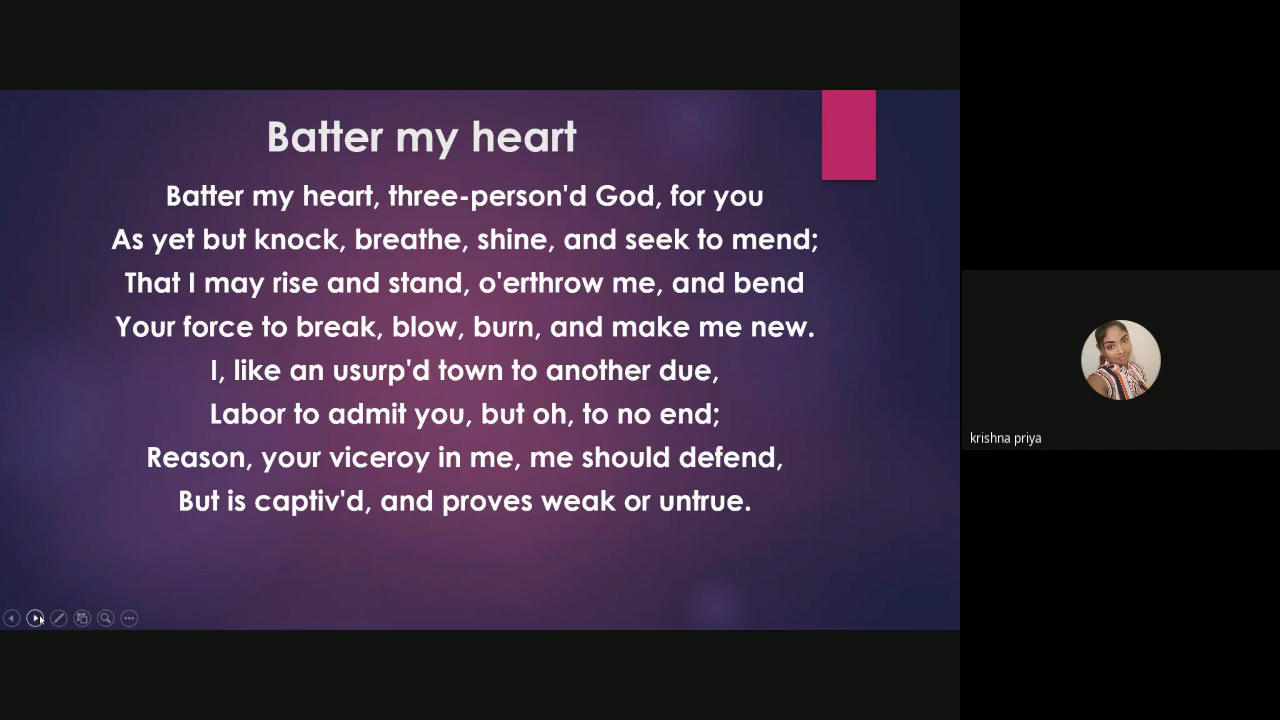 Batter my heart
Batter my heart, three-person'd God, for you
As yet but knock, breathe, shine, and seek to mend;
That I may rise and stand, o'erthrow me, and bend
Your force to break, blow, burn, and make me new.
I, like an usurp'd town to another due,
Labor to admit you, but oh, to no end;
Reason, your viceroy in me, me should defend,
But is captiv'd, and proves weak or untrue.
krishna priya